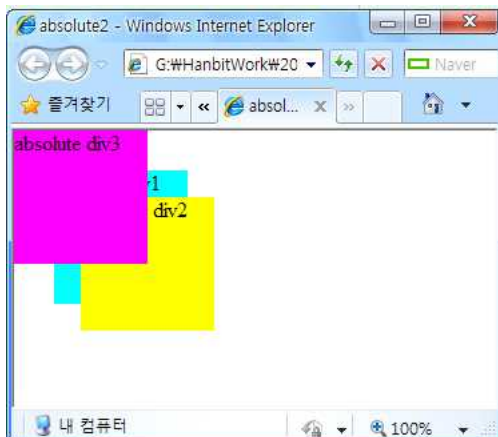 absolute2 - Windows Internet Explorer
G:₩HanbitWork₩20
Naver
즐겨찾기
absol...
absolute div3
div2
내 컴퓨터
100%